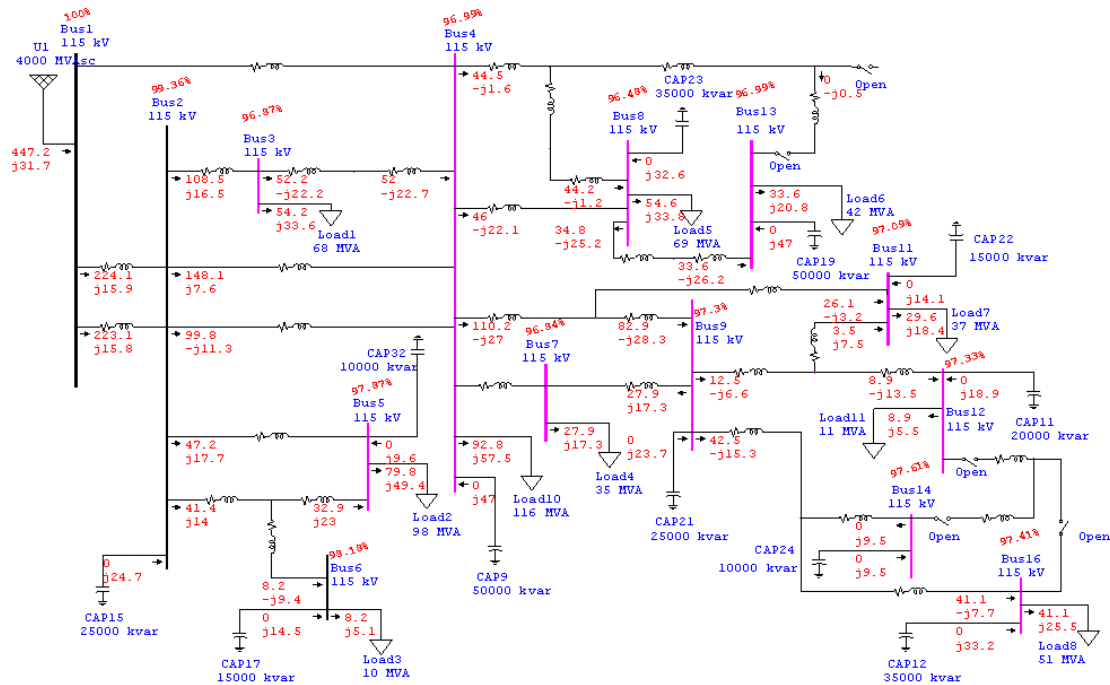 100%
Bus1
115 kV
U1
4000 MVAsc
447.2
j31.7
99.36%
Bus2
115 kV
96.87%
Bus3
115 kV
108.5
j16.5
52.2
-j22.2
54.2
j33.6
Load1
68 MVA
52
-j22.7
224.1
j15.9
148.1
j7.6
223.1
j15.8
99.8
-j11.3
47.2
j17.7
41.4
j14
0
j24.7
CAP15
25000 kvar
CAP32
10000 kvar
97.87%
Bus5
115 kV
0
j9.6
79.8
j49.4
Load2
98 MVA
32.9
j23
98.18%
Bus6
115 kV
8.2
-j9.4
0
j14.5
8.2
j5.1
CAP17
15000 kvar
Load3
10 MVA
96.99%
Bus4
115 kV
44.5
-j1.6
46
-j22.1
110.2
-j27
92.8
j57.5
0
j47
Load10
116 MVA
CAP9
50000 kvar
96.84%
Bus7
115 kV
27.9
j17.3
27.9
j17.3
Load4
35 MVA
CAP23
35000 kvar
96.48%
Bus8
115 kV
0
j32.6
44.2
-j1.2
54.6
j33.8
Load5
69 MVA
34.8
-j25.2
33.6
-j26.2
96.99%
Bus13
115 kV
0
-j0.5
Open
Open
33.6
j20.8
Load6
42 MVA
0
j47
CAP19
50000 kvar
97.09%
Bus11
115 kV
CAP22
15000 kvar
0
j14.1
26.1
-j3.2
29.6
j18.4
3.5
j7.5
Load7
37 MVA
97.3%
Bus9
115 kV
82.9
-j28.3
12.5
-j6.6
0
j23.7
42.5
-j15.3
CAP21
25000 kvar
97.33%
8.9
-j13.5
0
j18.9
Bus12
115 kV
Load11
11 MVA
8.9
j5.5
CAP11
20000 kvar
Open
97.61%
Bus14
115 kV
0
j9.5
0
j9.5
CAP24
10000 kvar
Open
Open
97.41%
Bus16
115 kV
41.1
-j7.7
0
j33.2
41.1
j25.5
Load8
51 MVA
CAP12
35000 kvar